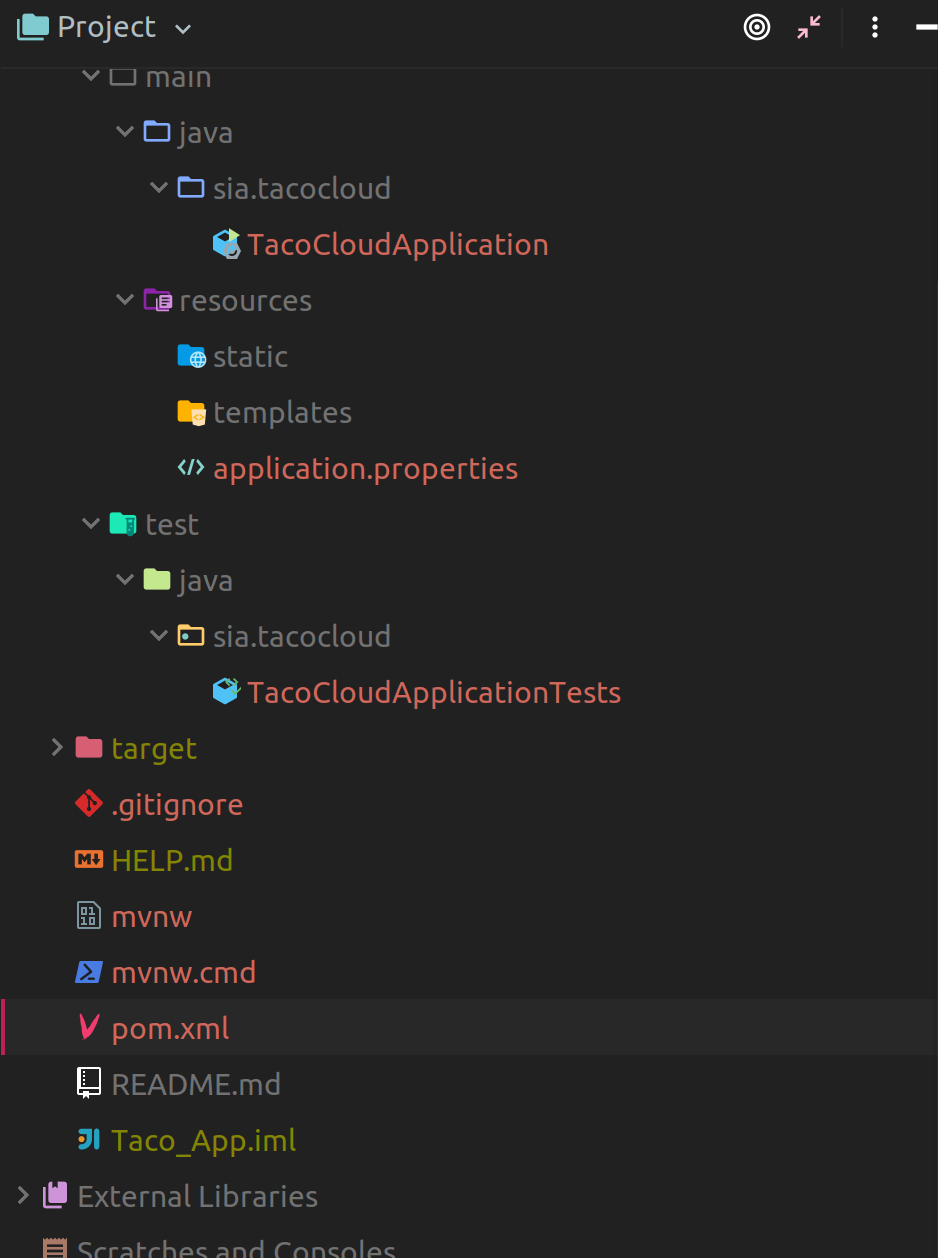 Project
main
java
sia.tacocloud
TacoCloudApplication
resources
static
templates
application.properties
test
java
sia.tacocloud
TacoCloudApplicationTests
target
.gitignore
HELP.md
mvnw
mvnw.cmd
pom.xml
README.md
Taco_App.iml
External Libraries
Scratches and Consoles